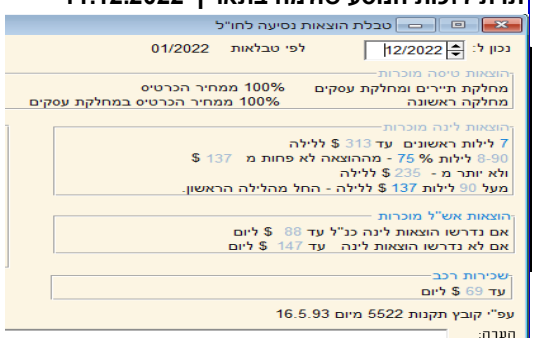 11.12.2022
טבלת הוצאות נסיעה לחו"ל
נכון ל: 12/2022 לפי טבלאות 01/2022
הוצאות טיסה מוכרות
מחלקת תיירים ומחלקת עסקים 100% ממחיר הכרטיס
מחלקה ראשונה 100% ממחיר הכרטיס במחלקת עסקים
הוצאות לינה מוכרות
7 לילות ראשונים עד 313 $ ללילה
8-90 לילות % 75 - מההוצאה לא פחות מ 137 $
ולא יותר מ - 235 $ ללילה
מעל 90 לילות 137 $ ללילה - החל מהלילה הראשון.
הוצאות אש"ל מוכרות
אם נדרשו הוצאות לינה כנ"ל עד 88 $ ליום
אם לא נדרשו הוצאות לינה עד 147 $ ליום
שכירות רכב
עד 69 $ ליום
עפ"י קובץ תקנות 5522 מיום 16.5.93
הערה: